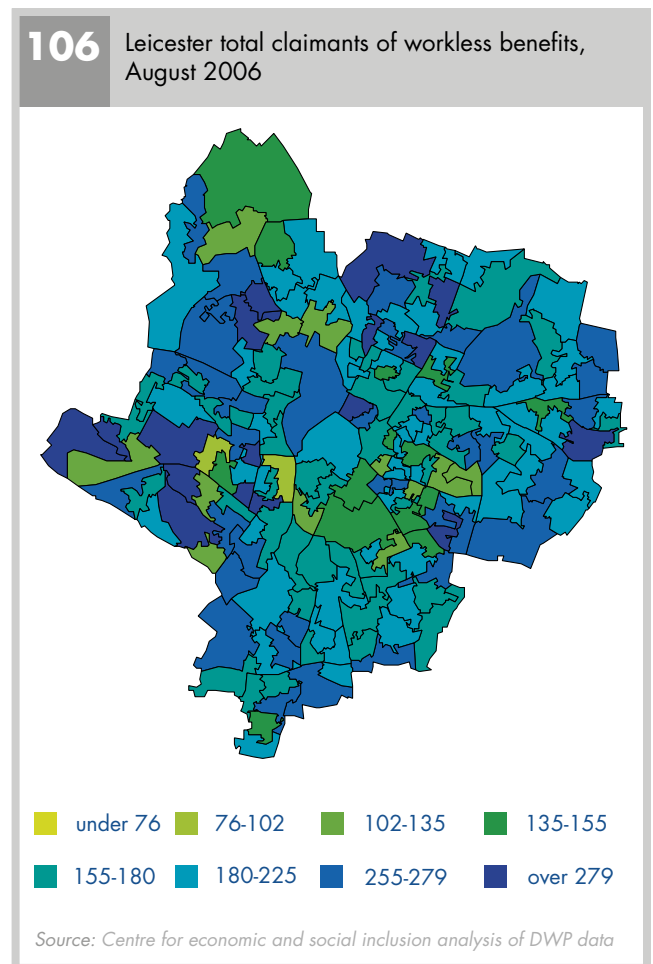 106
Leicester total claimants of workless benefits,
August 2006
under 76
76-102
102-135
135-155
155-180
180-225
255-279
over 279
Source: Centre for economic and social inclusion analysis of DWP data